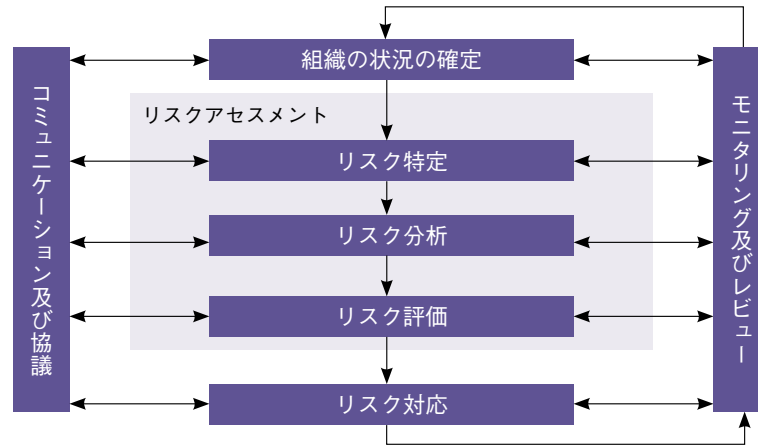 組織の状況の確定
リスクアセスメント
リスク特定
リスク分析
リスク評価
リスク対応
コミュニケーション及び協議
モニタリング及びレビュー